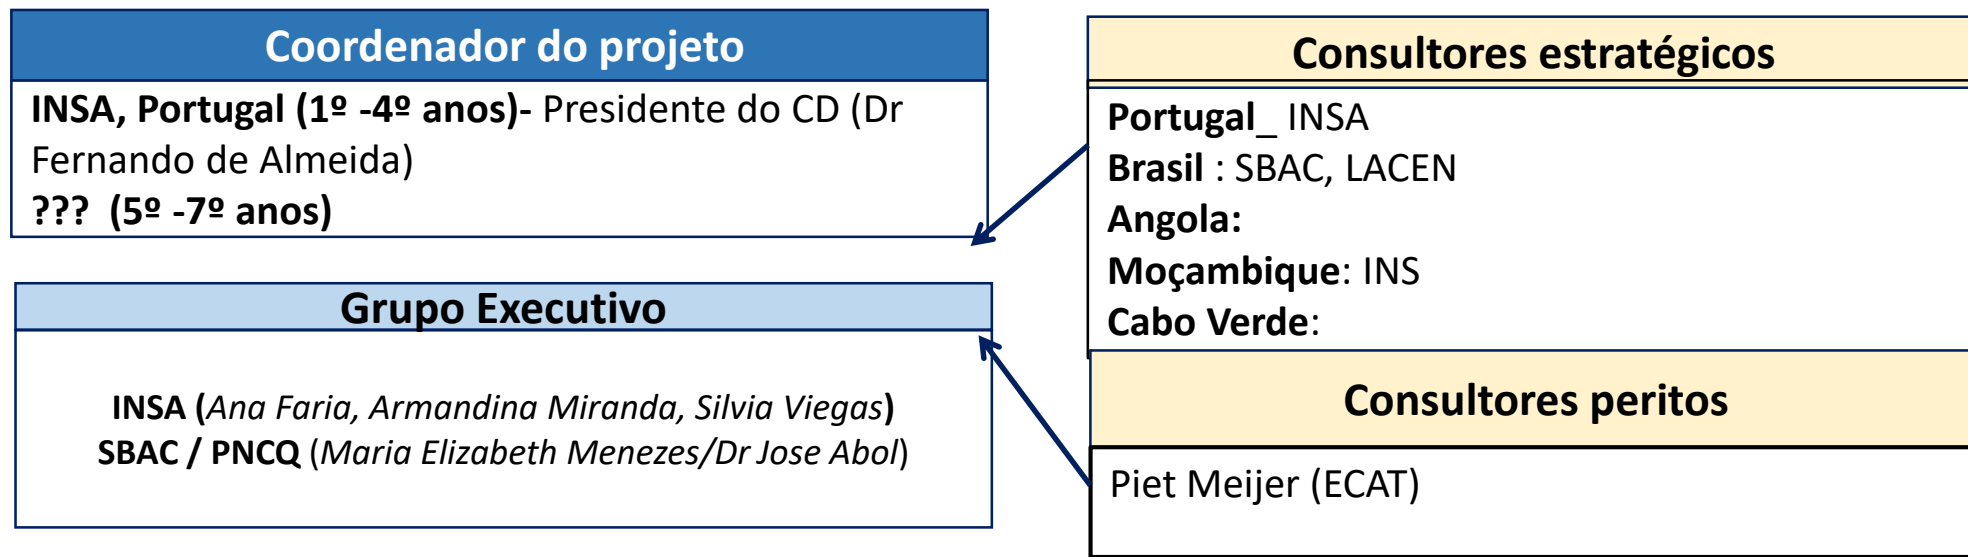 Coordenador do projeto
INSA, Portugal (1º -4º anos)- Presidente do CD (Dr
Fernando de Almeida)
??? (5º -7º anos)
Grupo Executivo
INSA (Ana Faria, Armandina Miranda, Silvia Viegas)
SBAC / PNCQ (Maria Elizabeth Menezes/Dr Jose Abol)
Consultores estratégicos
Portugal_ INSA
Brasil : SBAC, LACEN
Angola:
Moçambique: INS
Cabo Verde:
Consultores peritos
Piet Meijer (ECAT)